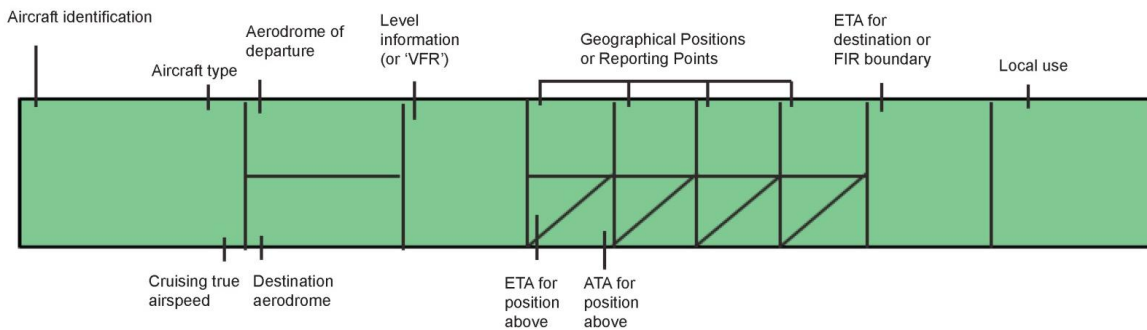 Aircraft identification
Aircraft type
Aerodrome of
departure
Level
information
(or ‘VFR’)
Geographical Positions
or Reporting Points
ETA for
destination or
FIR boundary
Local use
Cruising true
airspeed
Destination
aerodrome
ETA for
position
above
ATA for
position
above